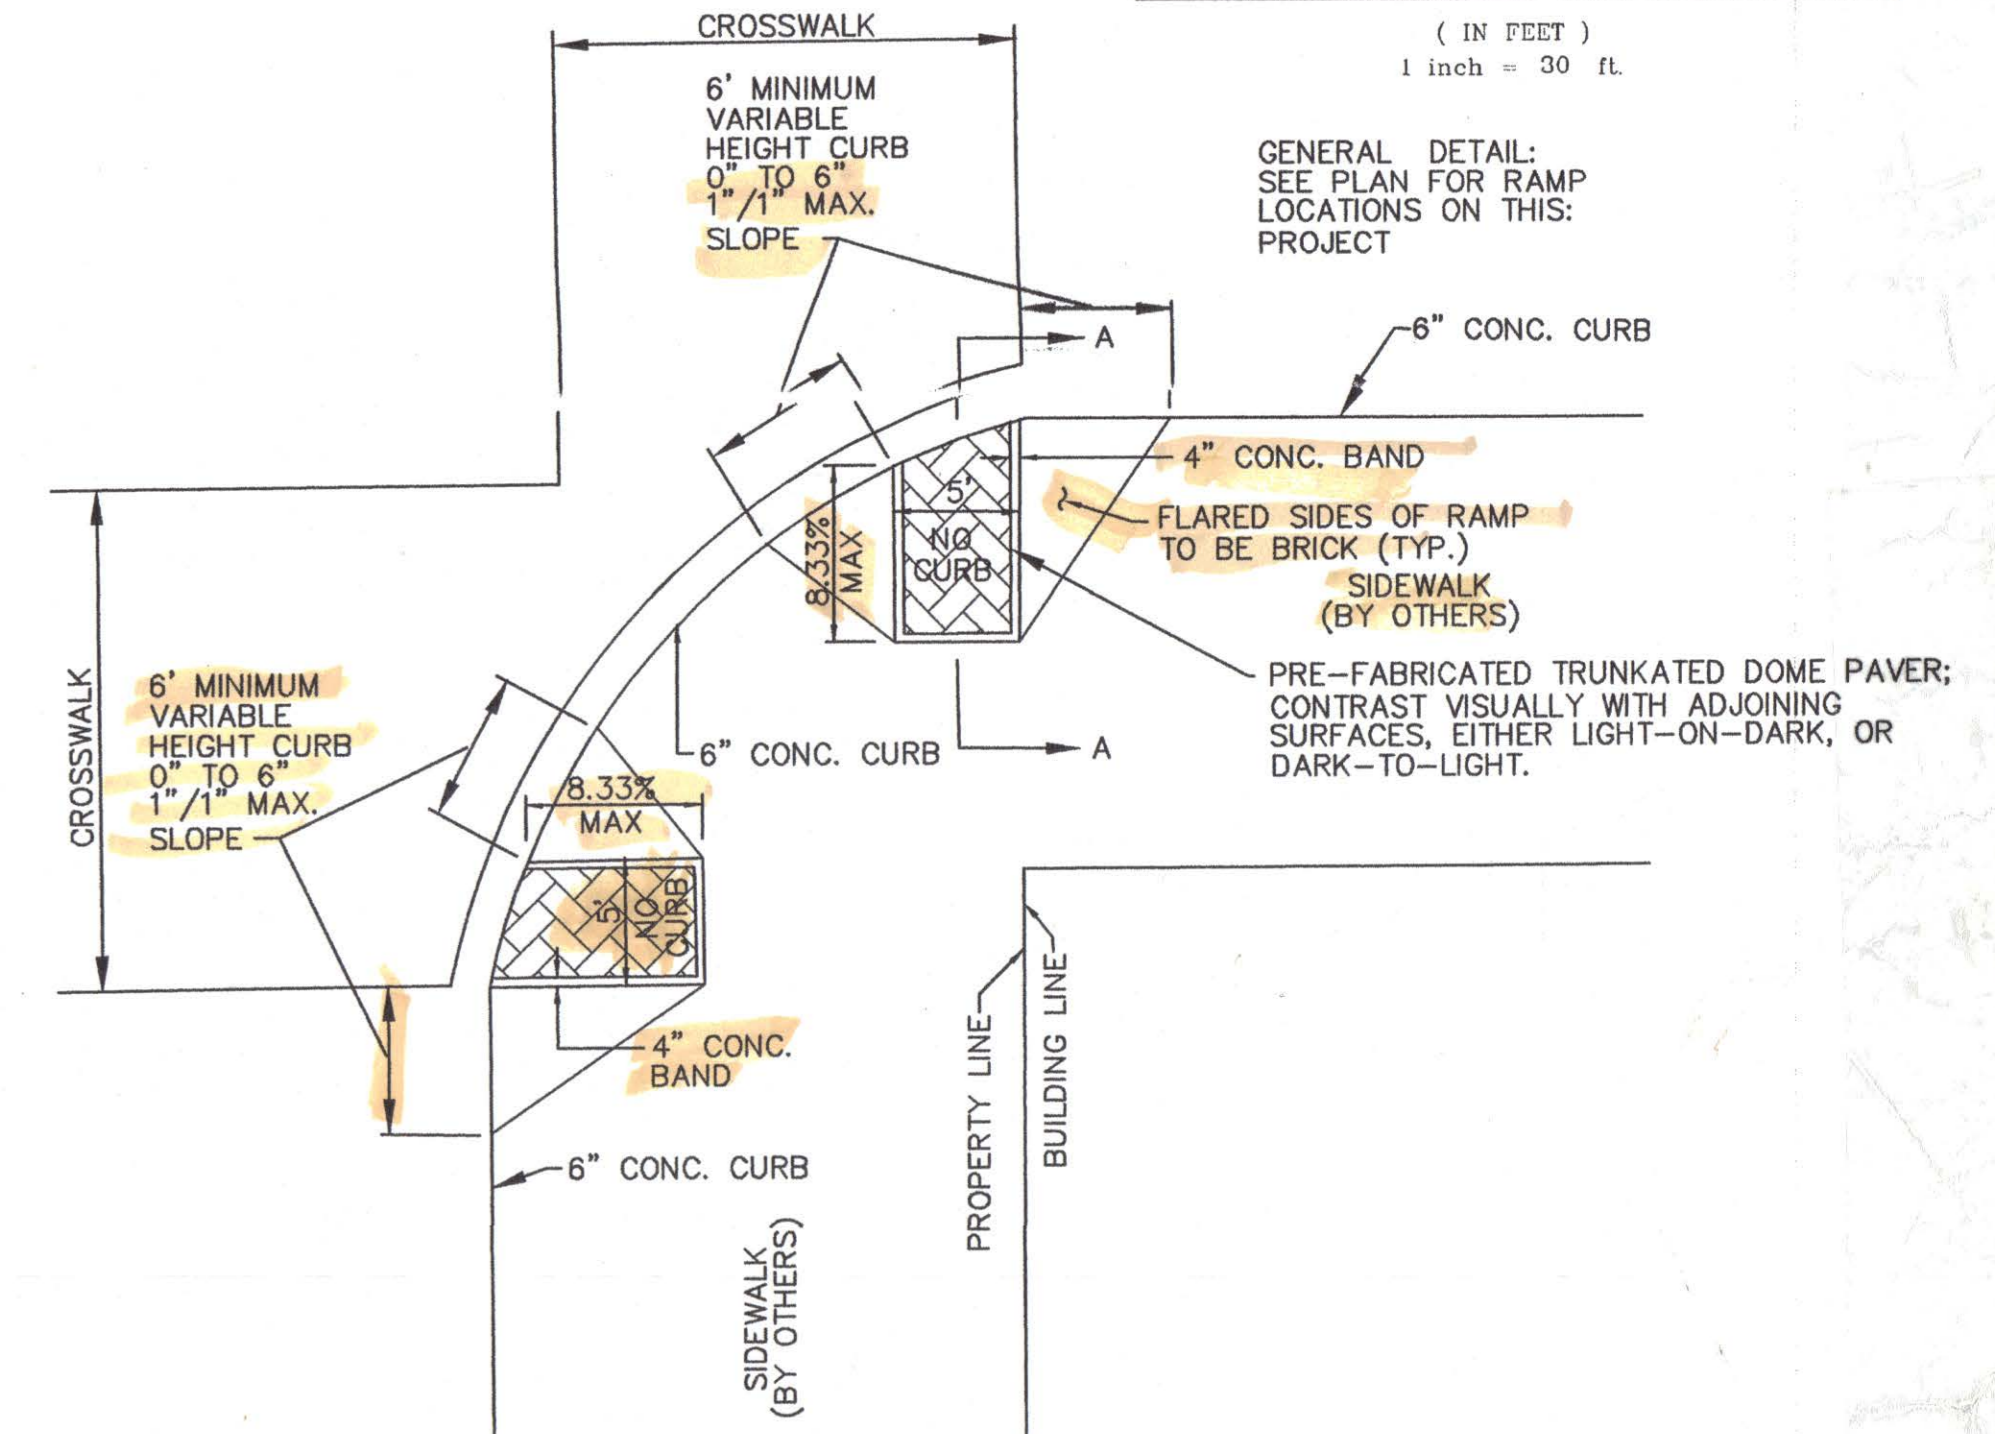 CROSSWALK
( IN FEET )
1 inch = 30 ft.
6' MINIMUM
VARIABLE
HEIGHT CURB
0" TO 6"
1"/1" MAX.
SLOPE
GENERAL DETAIL:
SEE PLAN FOR RAMP
LOCATIONS ON THIS:
PROJECT
A
6" CONC. CURB
4" CONC. BAND
5'
NO
CURB
8.33%
MAX
FLARED SIDES OF RAMP
TO BE BRICK (TYP.)
SIDEWALK
(BY OTHERS)
PRE-FABRICATED TRUNKATED DOME PAVER;
CONTRAST VISUALLY WITH ADJOINING
SURFACES, EITHER LIGHT-ON-DARK, OR
DARK-TO-LIGHT.
CROSSWALK
6' MINIMUM
VARIABLE
HEIGHT CURB
0" TO 6"
1"/1" MAX.
SLOPE
6" CONC. CURB
A
8.33%
MAX
5'
NO
CURB
4" CONC.
BAND
PROPERTY LINE
BUILDING LINE
6" CONC. CURB
SIDEWALK
(BY OTHERS)